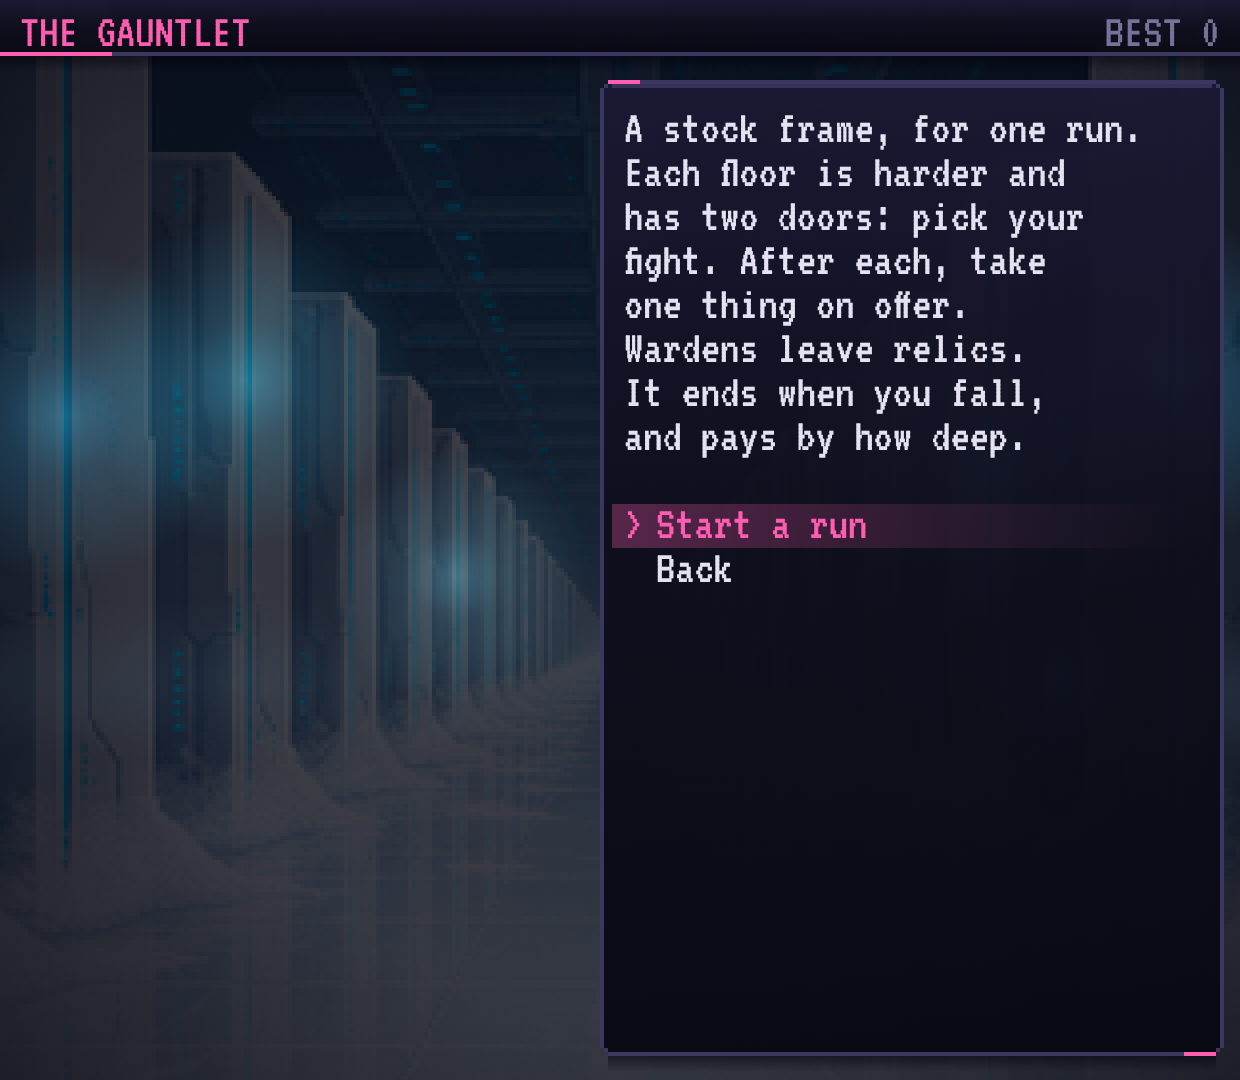 THE GAUNTLET
BEST 0
A stock frame, for one run.
Each floor is harder and
has two doors: pick your
fight. After each, take
one thing on offer.
Wardens leave relics.
It ends when you fall,
and pays by how deep.
> Start a run
Back